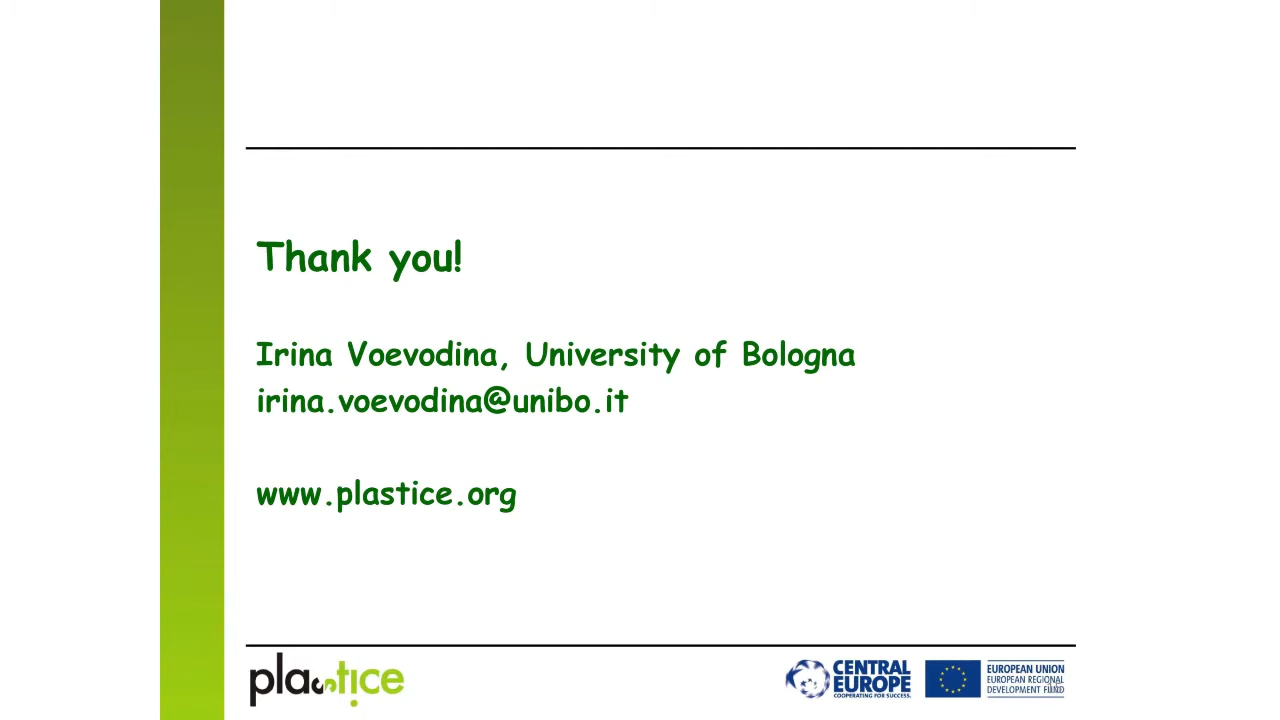 Thank you!
Irina Voevodina, University of Bologna
irina.voevodina@unibo.it
www.plastice.org
plastice
CENTRAL
EUROPE
COOPERATING FOR SUCCESS.
EUROPEAN UNION
EUROPEAN REGIONAL
DEVELOPMENT FUND